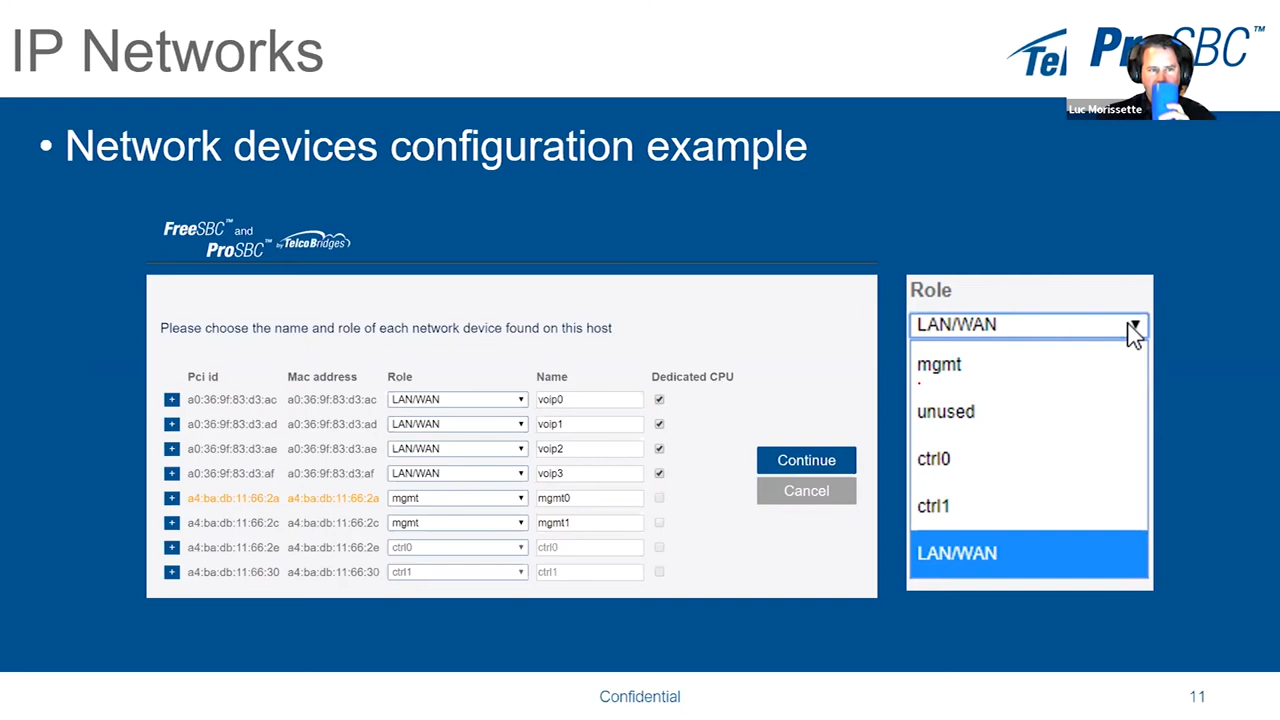 IP Networks
Tel
ProSBC™
Luc Morissette
• Network devices configuration example
FreeSBC™ and
ProSBC™ by TelcoBridges
Please choose the name and role of each network device found on this host
Pci id Mac address Role Name Dedicated CPU
+ a0:36:9f:83:d3:ac a0:36:9f:83:d3:ac LAN/WAN voip0
+ a0:36:9f:83:d3:ad a0:36:9f:83:d3:ad LAN/WAN voip1
+ a0:36:9f:83:d3:ae a0:36:9f:83:d3:ae LAN/WAN voip2
+ a0:36:9f:83:d3:af a0:36:9f:83:d3:af LAN/WAN voip3
+ a4:ba:db:11:66:2a a4:ba:db:11:66:2a mgmt mgmt0
+ a4:ba:db:11:66:2c a4:ba:db:11:66:2c mgmt mgmt1
+ a4:ba:db:11:66:2e a4:ba:db:11:66:2e ctrl0 ctrl0
+ a4:ba:db:11:66:30 a4:ba:db:11:66:30 ctrl1 ctrl1
Continue
Cancel
Role
LAN/WAN
mgmt
unused
ctrl0
ctrl1
LAN/WAN
Confidential
11